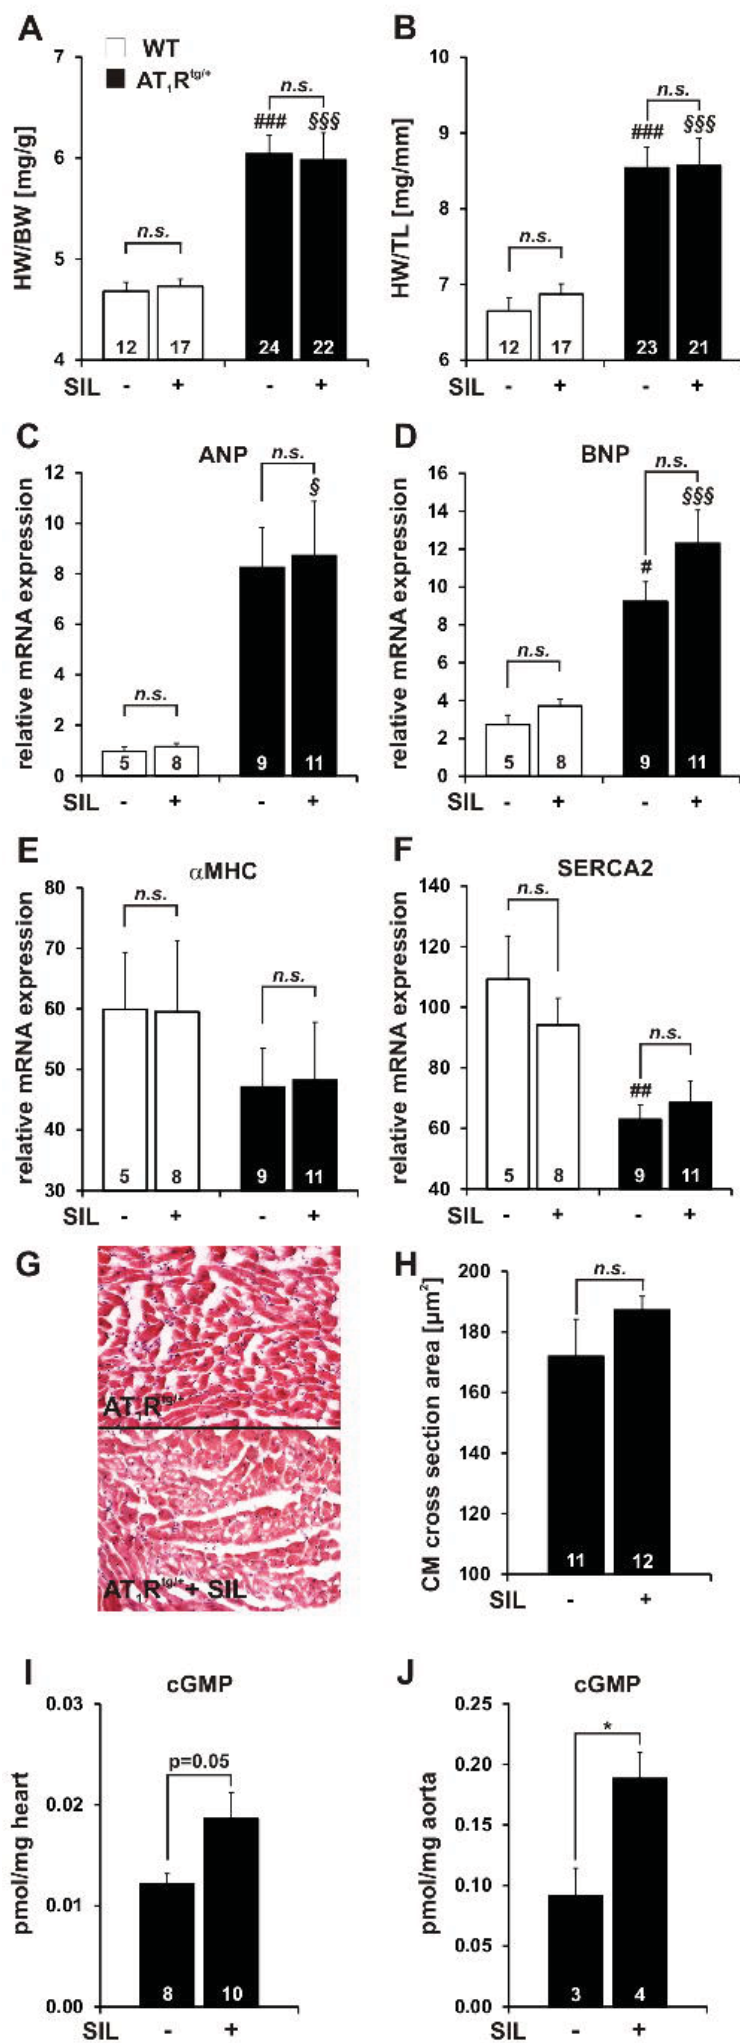 A
WT
AT₁Rᵗᵍ/⁺
HW/BW [mg/g]
7
6
5
4
n.s.
n.s.
###
§§§
12
17
24
22
SIL - + - +
B
HW/TL [mg/mm]
10
9
8
7
6
n.s.
n.s.
###
§§§
12
17
23
21
SIL - + - +
C
ANP
relative mRNA expression
12
10
8
6
4
2
0
n.s.
n.s.
§
5
8
9
11
SIL - + - +
D
BNP
relative mRNA expression
16
14
12
10
8
6
4
2
0
n.s.
n.s.
#
§§§
5
8
9
11
SIL - + - +
E
αMHC
relative mRNA expression
80
70
60
50
40
30
n.s.
n.s.
5
8
9
11
SIL - + - +
F
SERCA2
relative mRNA expression
140
120
100
80
60
40
n.s.
n.s.
##
5
8
9
11
SIL - + - +
G
AT₁Rᵗᵍ/⁺
AT₁Rᵗᵍ/⁺ + SIL
H
CM cross section area [µm²]
200
180
160
140
120
100
n.s.
11
12
SIL - +
I
cGMP
pmol/mg heart
0.03
0.02
0.01
0.00
p=0.05
8
10
SIL - +
J
cGMP
pmol/mg aorta
0.25
0.20
0.15
0.10
0.05
0.00
*
3
4
SIL - +